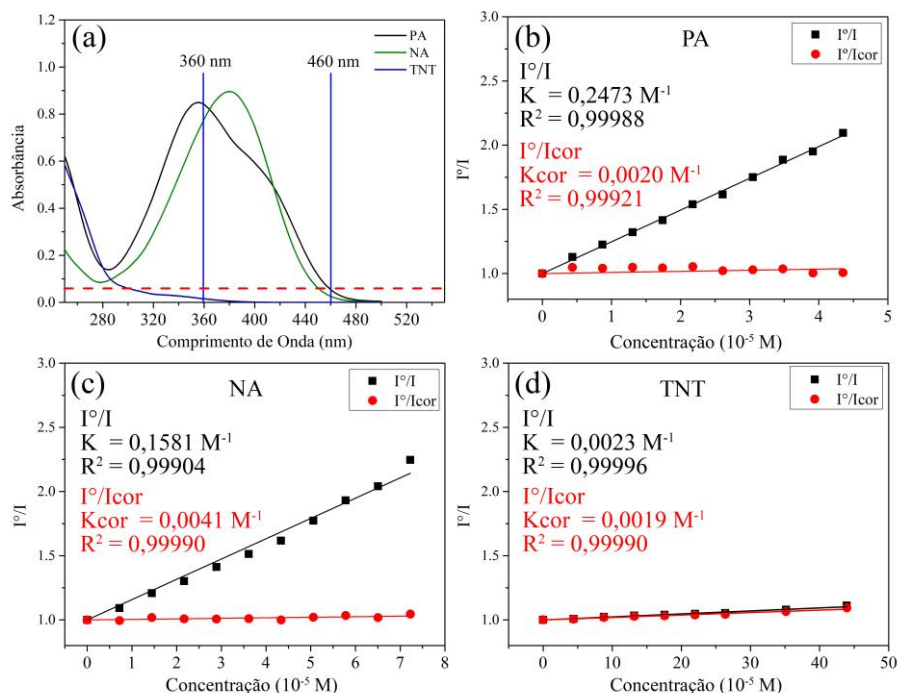 (a)
PA
NA
TNT
360 nm
460 nm
1.2
1.0
0.8
0.6
0.4
0.2
0.0
Absorbância
280 320 360 400 440 480 520
Comprimento de Onda (nm)
(b)
PA
Iº/I
Iº/Icor
I°/I
K = 0,2473 M-1
R2 = 0,99988
I°/Icor
Kcor = 0,0020 M-1
R2 = 0,99921
3.0
2.5
2.0
1.5
1.0
Iº/I
0 1 2 3 4 5
Concentração (10-5 M)
(c)
NA
I°/I
I°/Icor
I°/I
K = 0,1581 M-1
R2 = 0,99904
I°/Icor
Kcor = 0,0041 M-1
R2 = 0,99990
3.0
2.5
2.0
1.5
1.0
I°/I
0 1 2 3 4 5 6 7 8
Concentração (10-5 M)
(d)
TNT
I°/I
I°/Icor
I°/I
K = 0,0023 M-1
R2 = 0,99996
I°/Icor
Kcor = 0,0019 M-1
R2 = 0,99990
3.0
2.5
2.0
1.5
1.0
I°/I
0 10 20 30 40 50
Concentração (10-5 M)